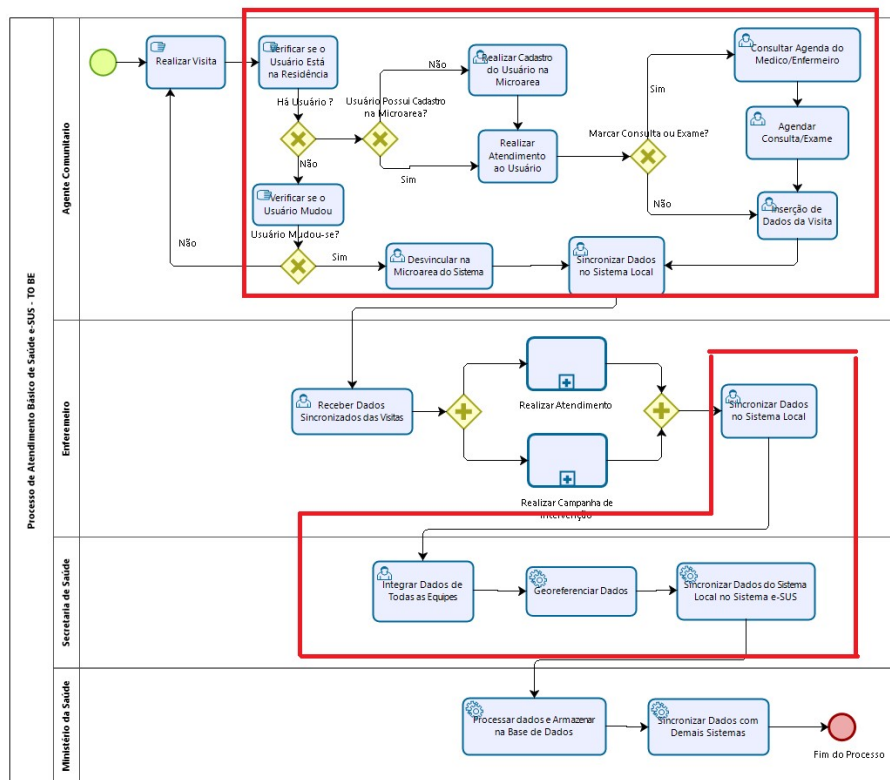 Processo de Atendimento Básico de Saúde e-SUS - TO BE
Agente Comunitario
Realizar Visita
Verificar se o
Usuário Está
na Residência
Há Usuário ?
Usuário Possui Cadastro
na Microarea?
Não
Realizar Cadastro
do Usuário na
Microarea
Sim
Realizar
Atendimento
ao Usuário
Marcar Consulta ou Exame?
Sim
Consultar Agenda do
Medico/Enfermeiro
Agendar
Consulta/Exame
Não
Inserção de
Dados da Visita
Não
Verificar se o
Usuário Mudou
Usuário Mudou-se?
Não
Sim
Desvincular na
Microarea do Sistema
Sincronizar Dados
no Sistema Local
Enferemeiro
Receber Dados
Sincronizados das Visitas
Realizar Atendimento
Realizar Campanha de
Intervenção
Sincronizar Dados
no Sistema Local
Secretaria de Saúde
Integrar Dados de
Todas as Equipes
Georeferenciar Dados
Sincronizar Dados do Sistema
Local no Sistema e-SUS
Ministério da Saúde
Processar dados e Armazenar
na Base de Dados
Sincronizar Dados com
Demais Sistemas
Fim do Processo